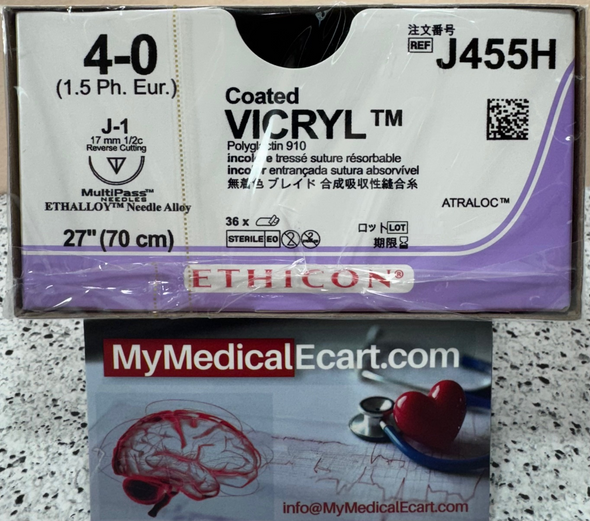 4-0
(1.5 Ph. Eur.)
J-1
17 mm 1/2c
Reverse Cutting
MultiPass™
NEEDLES
ETHALLOY™ Needle Alloy
27" (70 cm)
注文番号
REF J455H
Coated
VICRYL™
Polyglactin 910
incolore tressé suture résorbable
incolor entrançada sutura absorvível
無着色 ブレイド 合成吸収性縫合糸
ATRALOC™
36 x
STERILE EO
ロット LOT
期限
ETHICON®
MyMedicalEcart.com
info@MyMedicalEcart.com